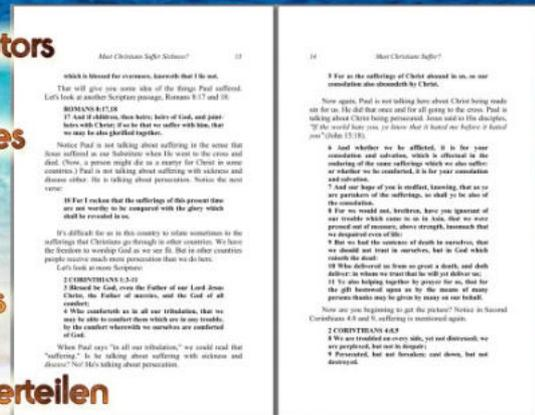 tors
es
s
erteilen
Must Christians Suffer Sickness? 13
which is blessed for evermore, knoweth that I lie not.
That will give you some idea of the things Paul suffered.
Let's look at another Scripture passage, Romans 8:17 and 18:
ROMANS 8:17,18
17 And if children, then heirs; heirs of God, and joint-
heirs with Christ; if so be that we suffer with him, that
we may be also glorified together.
Notice Paul is not talking about suffering in the sense that
Jesus suffered as our Substitute when He went to the cross and
died. (Now, a person might die as a martyr for Christ in some
countries.) Paul is not talking about suffering with sickness and
disease either. He is talking about persecution. Notice the next
verse:
18 For I reckon that the sufferings of this present time
are not worthy to be compared with the glory which
shall be revealed in us.
It's difficult for us in this country to relate sometimes to the
sufferings that Christians go through in other countries. We have
the freedom to worship God as we see fit. But in other countries
people receive much more persecution than we do here.
Let's look at more Scripture:
2 CORINTHIANS 1:3-11
3 Blessed be God, even the Father of our Lord Jesus
Christ, the Father of mercies, and the God of all
comfort;
4 Who comforteth us in all our tribulation, that we
may be able to comfort them which are in any trouble,
by the comfort wherewith we ourselves are comforted
of God.
When Paul says "in all our tribulation," we could read that
"suffering." Is he talking about suffering with sickness and
disease? No! He's talking about persecution.
14 Must Christians Suffer?
5 For as the sufferings of Christ abound in us, so our
consolation also aboundeth by Christ.
Now again, Paul is not talking here about Christ being made
sin for us. He did that once and for all going to the cross. Paul is
talking about Christ being persecuted. Jesus said to His disciples,
"If the world hate you, ye know that it hated me before it hated
you" (John 15:18).
6 And whether we be afflicted, it is for your
consolation and salvation, which is effectual in the
enduring of the same sufferings which we also suffer:
or whether we be comforted, it is for your consolation
and salvation.
7 And our hope of you is stedfast, knowing, that as ye
are partakers of the sufferings, so shall ye be also of
the consolation.
8 For we would not, brethren, have you ignorant of
our trouble which came to us in Asia, that we were
pressed out of measure, above strength, insomuch that
we despaired even of life:
9 But we had the sentence of death in ourselves, that
we should not trust in ourselves, but in God which
raiseth the dead:
10 Who delivered us from so great a death, and doth
deliver: in whom we trust that he will yet deliver us;
11 Ye also helping together by prayer for us, that for
the gift bestowed upon us by the means of many
persons thanks may be given by many on our behalf.
Now are you beginning to get the picture? Notice in Second
Corinthians 4:8 and 9, suffering is mentioned again.
2 CORINTHIANS 4:8,9
8 We are troubled on every side, yet not distressed; we
are perplexed, but not in despair;
9 Persecuted, but not forsaken; cast down, but not
destroyed.